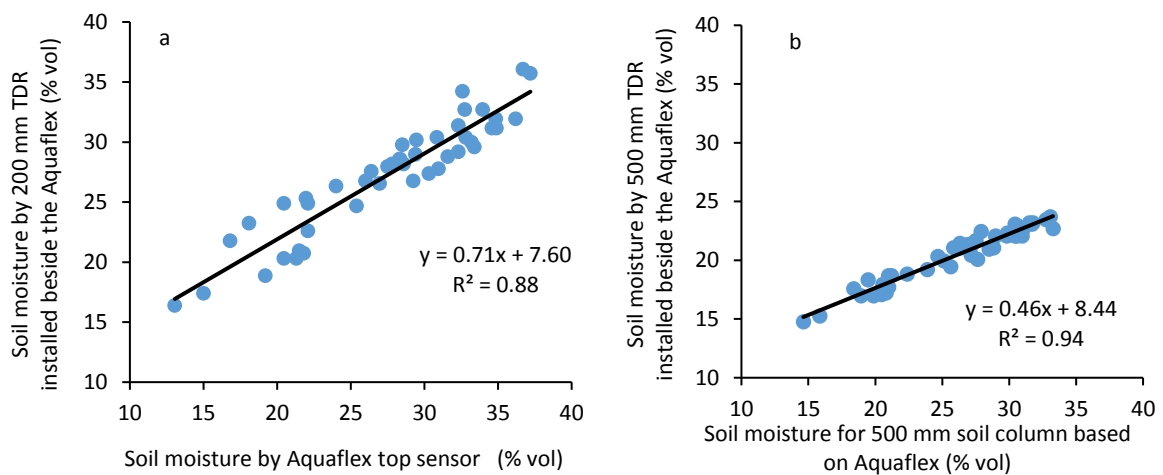 a
Soil moisture by 200 mm TDR
installed beside the Aquaflex (% vol)
40
35
30
25
20
15
10
y = 0.71x + 7.60
R² = 0.88
10 15 20 25 30 35 40
Soil moisture by Aquaflex top sensor (% vol)
b
Soil moisture by 500 mm TDR
installed beside the Aquaflex (% vol)
40
35
30
25
20
15
10
y = 0.46x + 8.44
R² = 0.94
10 15 20 25 30 35 40
Soil moisture for 500 mm soil column based
on Aquaflex (% vol)